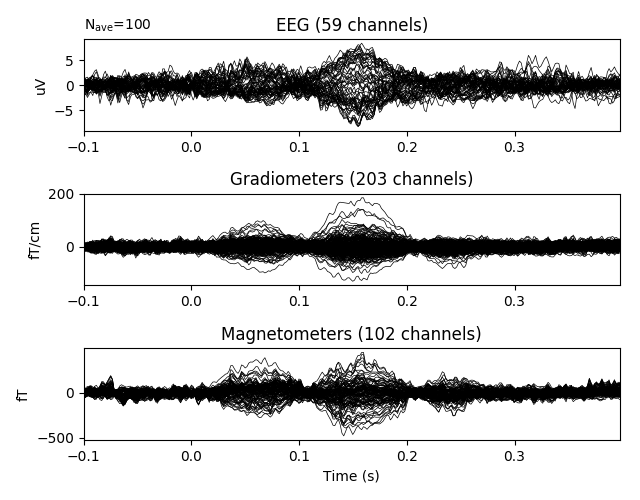 N_ave=100
EEG (59 channels)
5
0
−5
uV
−0.1 0.0 0.1 0.2 0.3
Gradiometers (203 channels)
200
0
fT/cm
−0.1 0.0 0.1 0.2 0.3
Magnetometers (102 channels)
0
−500
fT
−0.1 0.0 0.1 0.2 0.3
Time (s)